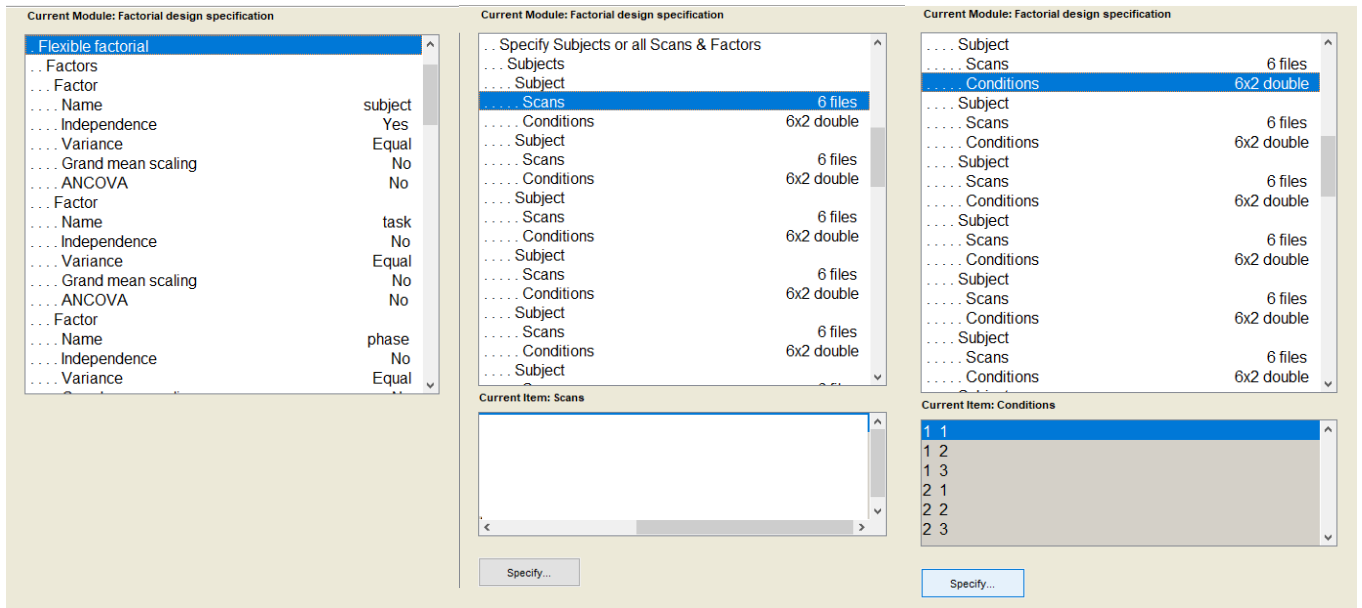 Current Module: Factorial design specification
. Flexible factorial
. . Factors
. . . Factor
. . . . Name subject
. . . . Independence Yes
. . . . Variance Equal
. . . . Grand mean scaling No
. . . . ANCOVA No
. . . Factor
. . . . Name task
. . . . Independence No
. . . . Variance Equal
. . . . Grand mean scaling No
. . . . ANCOVA No
. . . Factor
. . . . Name phase
. . . . Independence No
. . . . Variance Equal
Current Module: Factorial design specification
. . Specify Subjects or all Scans & Factors
. . . Subjects
. . . . Subject
. . . . . Scans 6 files
. . . . . Conditions 6x2 double
. . . . Subject
. . . . . Scans 6 files
. . . . . Conditions 6x2 double
. . . . Subject
. . . . . Scans 6 files
. . . . . Conditions 6x2 double
. . . . Subject
. . . . . Scans 6 files
. . . . . Conditions 6x2 double
. . . . Subject
. . . . . Scans 6 files
. . . . . Conditions 6x2 double
. . . . Subject
Current Item: Scans
Specify...
Current Module: Factorial design specification
. . . . Subject
. . . . . Scans 6 files
. . . . . Conditions 6x2 double
. . . . Subject
. . . . . Scans 6 files
. . . . . Conditions 6x2 double
. . . . Subject
. . . . . Scans 6 files
. . . . . Conditions 6x2 double
. . . . Subject
. . . . . Scans 6 files
. . . . . Conditions 6x2 double
. . . . Subject
. . . . . Scans 6 files
. . . . . Conditions 6x2 double
. . . . Subject
. . . . . Scans 6 files
. . . . . Conditions 6x2 double
Current Item: Conditions
1 1
1 2
1 3
2 1
2 2
2 3
Specify...